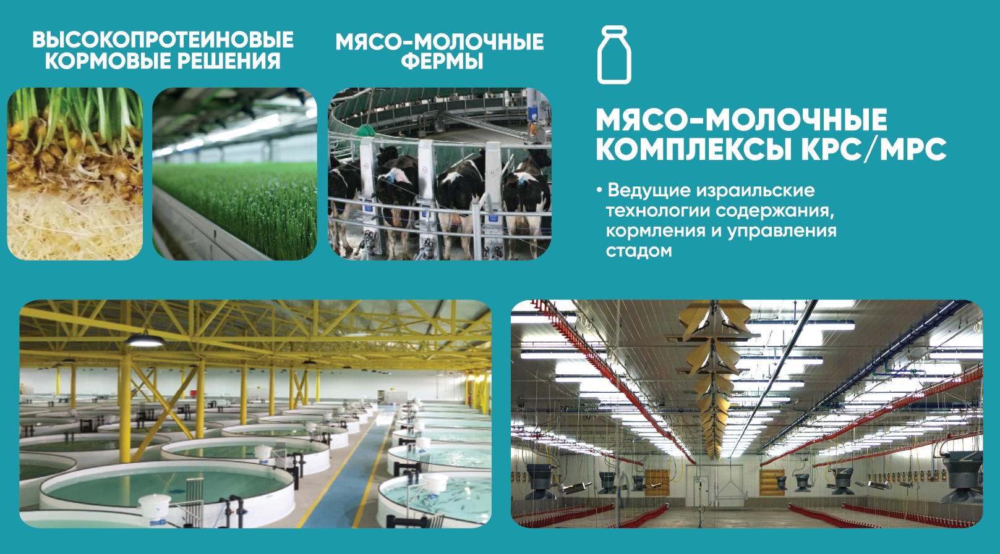 ВЫСОКОПРОТЕИНОВЫЕ
КОРМОВЫЕ РЕШЕНИЯ
МЯСО-МОЛОЧНЫЕ
ФЕРМЫ
МЯСО-МОЛОЧНЫЕ
КОМПЛЕКСЫ КРС/МРС
• Ведущие израильские
технологии содержания,
кормления и управления
стадом